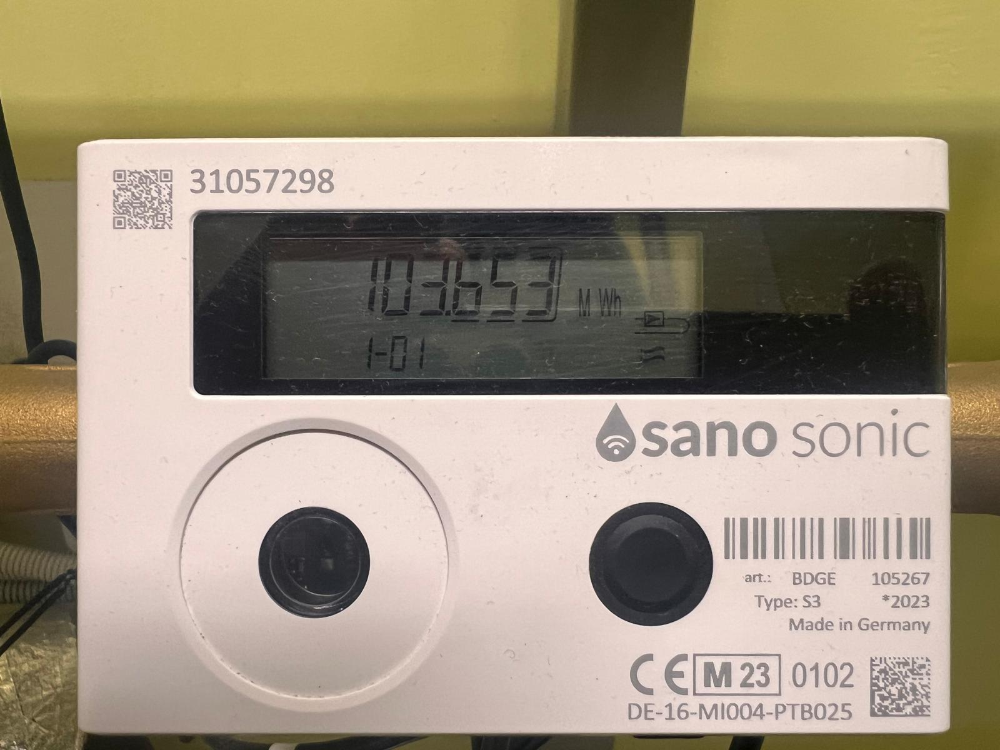 31057298
103.653 MWh
1-01
sano sonic
art.: BDGE 105267
Type: S3 *2023
Made in Germany
CE M 23 0102
DE-16-MI004-PTB025